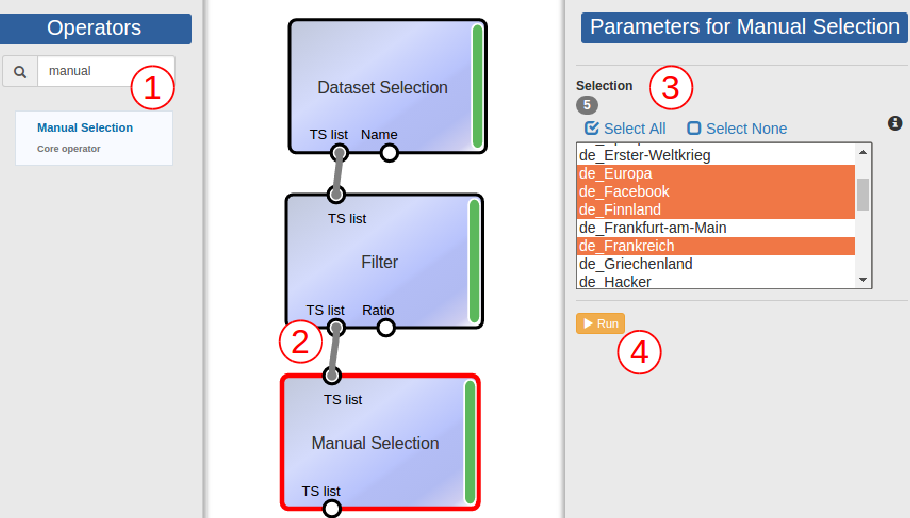 Operators
manual
1
Manual Selection
Core operator
Dataset Selection
TS list Name
TS list
Filter
TS list Ratio
2
TS list
Manual Selection
TS list
Parameters for Manual Selection
Selection
3
5
Select All Select None
de_Erster-Weltkrieg
de_Europa
de_Facebook
de_Finnland
de_Frankfurt-am-Main
de_Frankreich
de_Griechenland
de_Hacker
Run
4